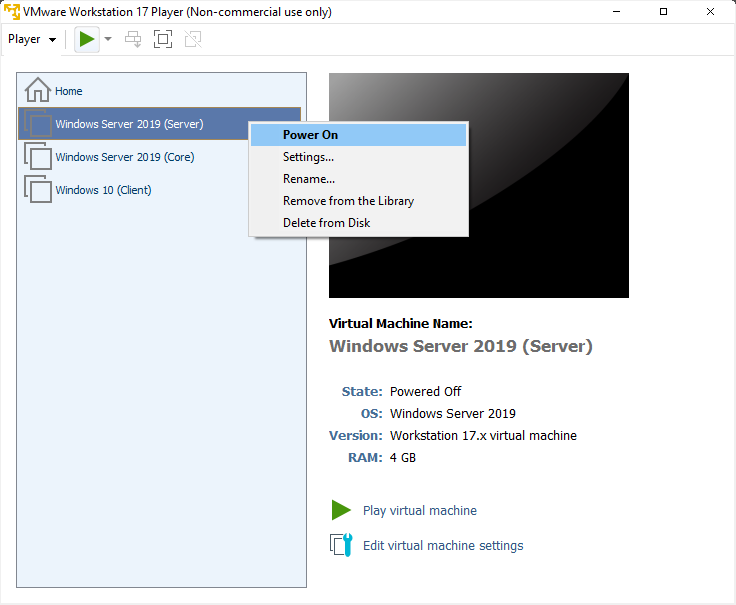 VMware Workstation 17 Player (Non-commercial use only)
Player
Home
Windows Server 2019 (Server)
Windows Server 2019 (Core)
Windows 10 (Client)
Power On
Settings...
Rename...
Remove from the Library
Delete from Disk
Virtual Machine Name:
Windows Server 2019 (Server)
State: Powered Off
OS: Windows Server 2019
Version: Workstation 17.x virtual machine
RAM: 4 GB
Play virtual machine
Edit virtual machine settings